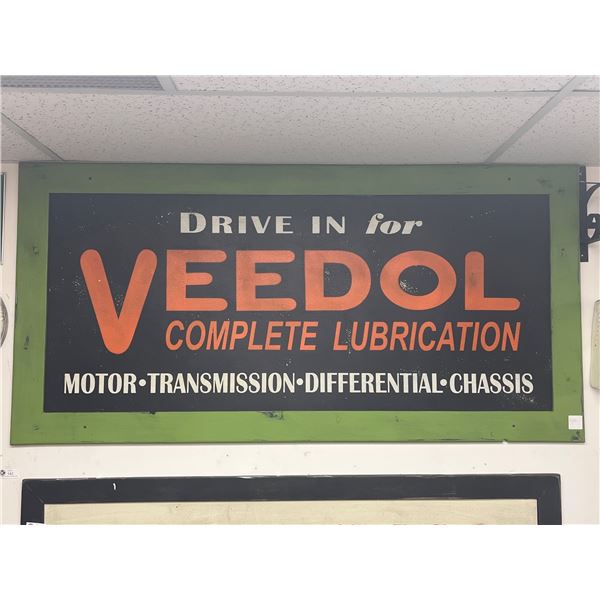 DRIVE IN for
VEEDOL
COMPLETE LUBRICATION
MOTOR•TRANSMISSION•DIFFERENTIAL•CHASSIS